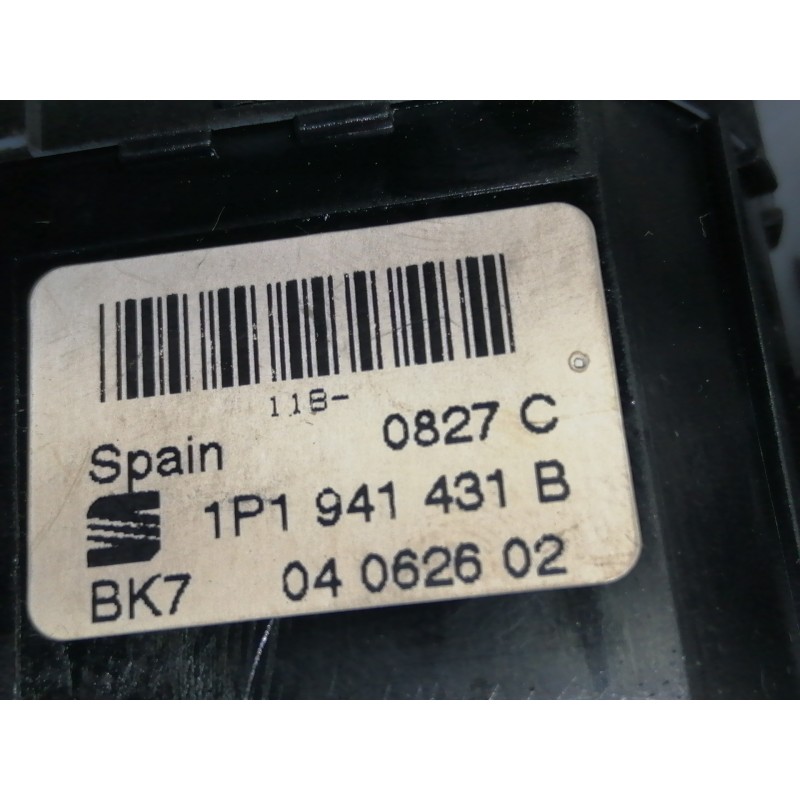 11B-
Spain 0827 C
1P1 941 431 B
BK7 04 0626 02